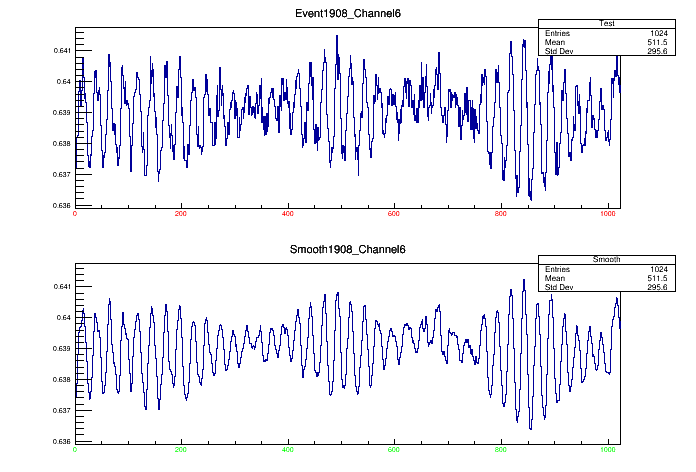 Event1908_Channel6
Test
Entries 1024
Mean 511.5
Std Dev 295.6
0.641
0.64
0.639
0.638
0.637
0.636
0 200 400 600 800 1000
Smooth1908_Channel6
Smooth
Entries 1024
Mean 511.5
Std Dev 295.6
0.641
0.64
0.639
0.638
0.637
0.636
0 200 400 600 800 1000